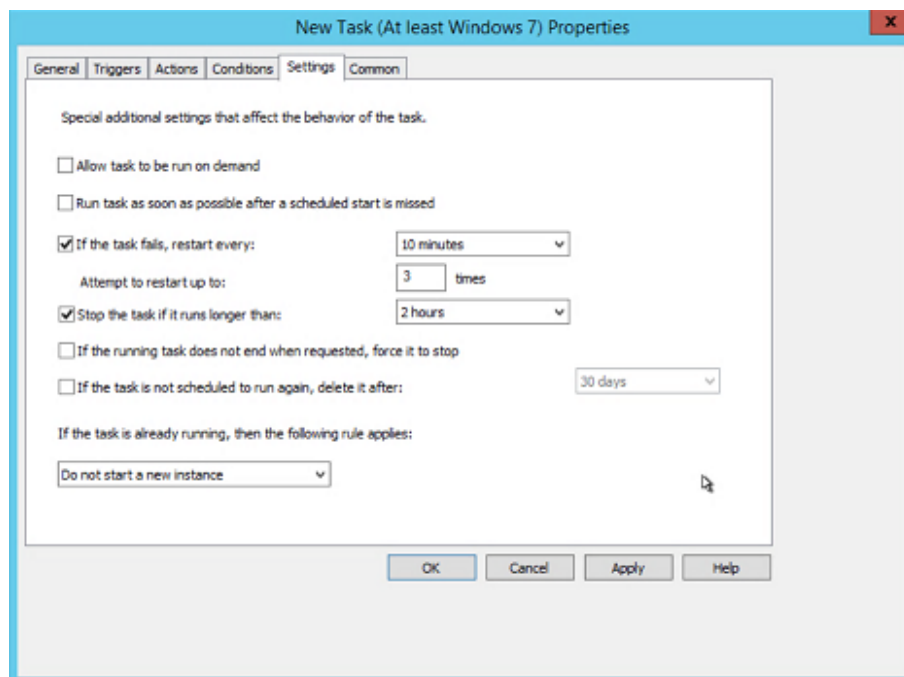 New Task (At least Windows 7) Properties
x
General Triggers Actions Conditions Settings Common
Special additional settings that affect the behavior of the task.
Allow task to be run on demand
Run task as soon as possible after a scheduled start is missed
If the task fails, restart every: 10 minutes
Attempt to restart up to: 3 times
Stop the task if it runs longer than: 2 hours
If the running task does not end when requested, force it to stop
If the task is not scheduled to run again, delete it after: 30 days
If the task is already running, then the following rule applies:
Do not start a new instance
OK Cancel Apply Help